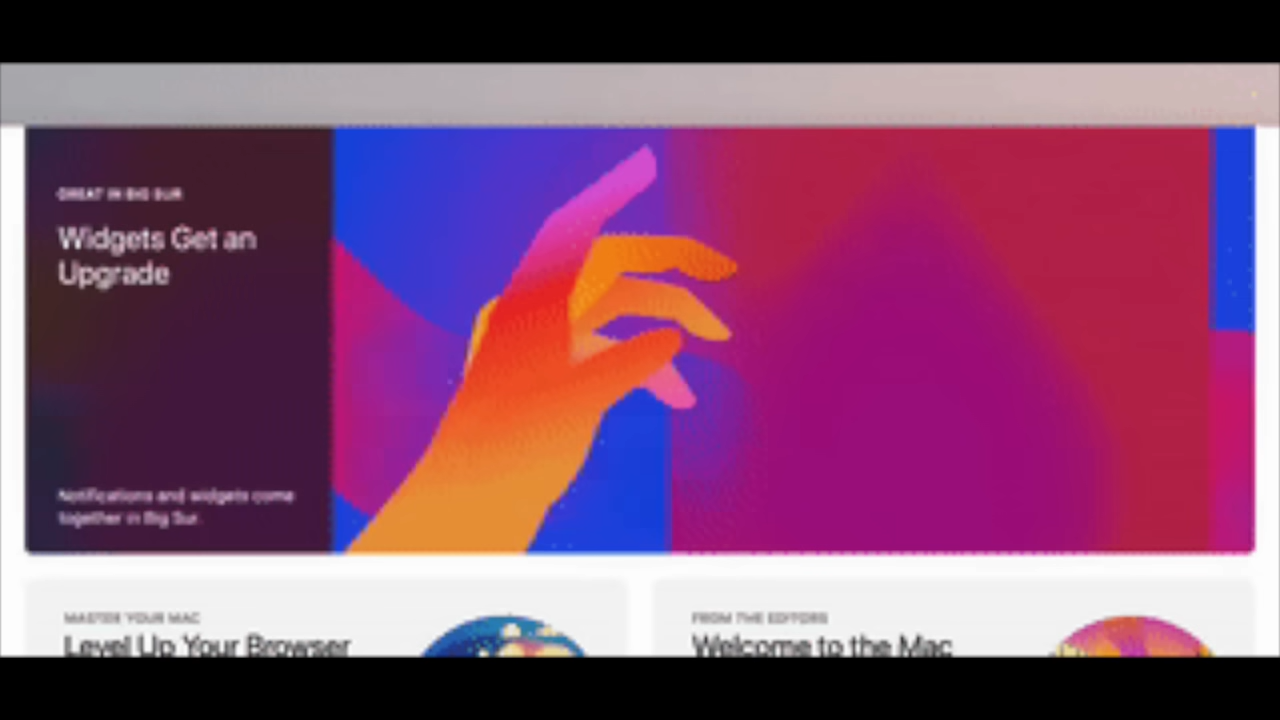 GREAT IN BIG SUR
Widgets Get an
Upgrade
Notifications and widgets come
together in Big Sur.
MASTER YOUR MAC
FROM THE EDITORS
Level Up Your Browser
Welcome to the Mac